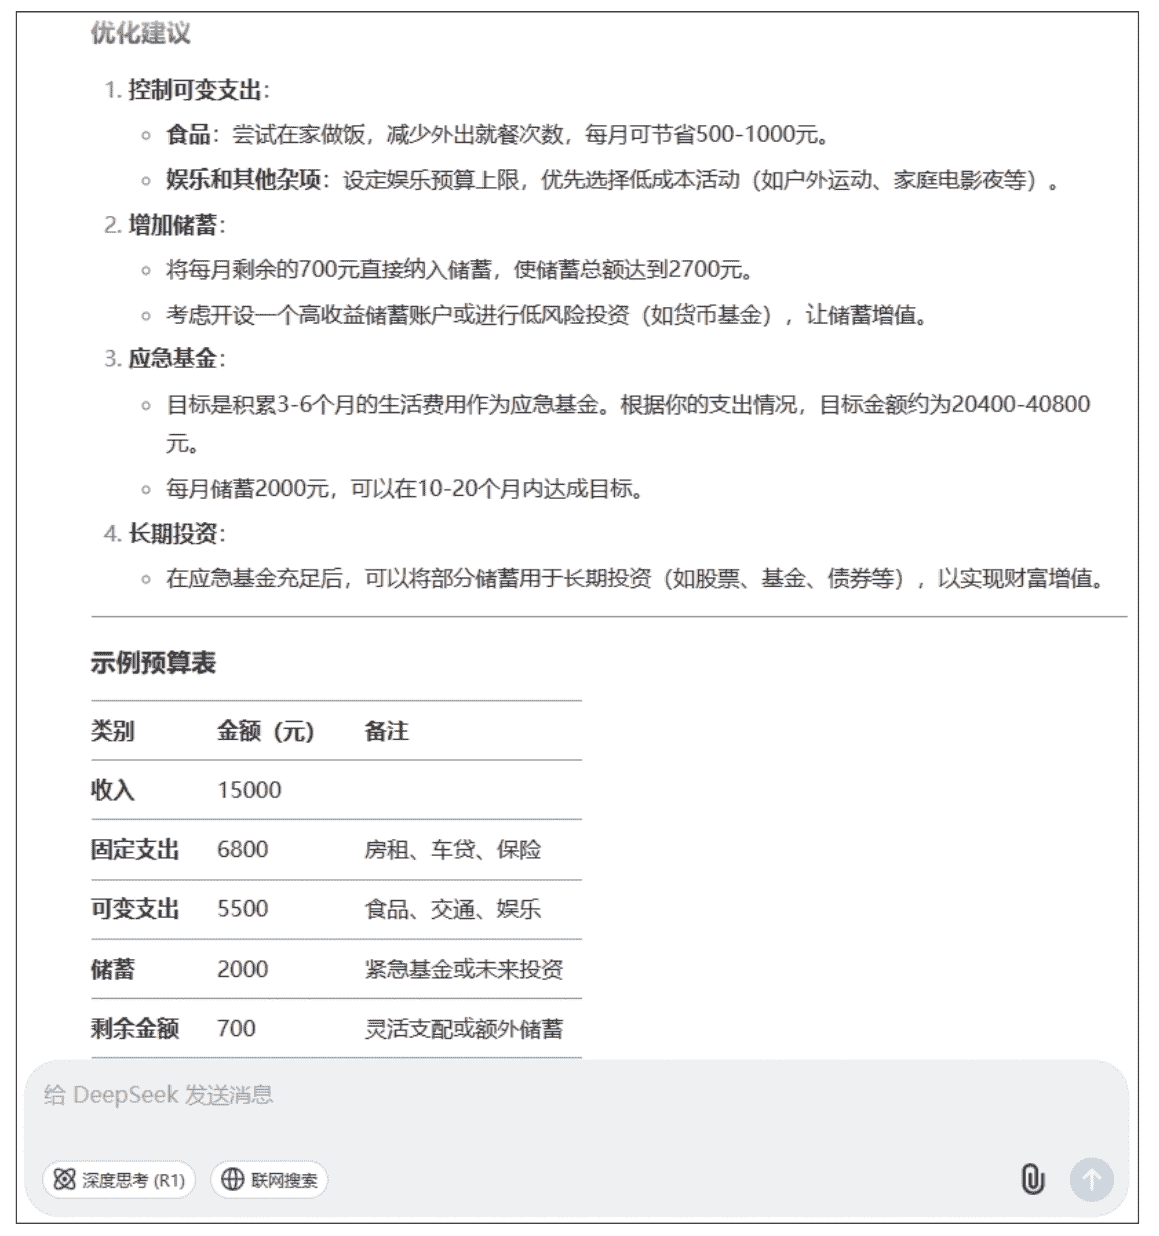 优化建议
1. 控制可变支出：
食品：尝试在家做饭，减少外出就餐次数，每月可节省500-1000元。
娱乐和其他杂项：设定娱乐预算上限，优先选择低成本活动（如户外运动、家庭电影夜等）。
2. 增加储蓄：
将每月剩余的700元直接纳入储蓄，使储蓄总额达到2700元。
考虑开设一个高收益储蓄账户或进行低风险投资（如货币基金），让储蓄增值。
3. 应急基金：
目标是积累3-6个月的生活费用作为应急基金。根据你的支出情况，目标金额约为20400-40800
元。
每月储蓄2000元，可以在10-20个月内达成目标。
4. 长期投资：
在应急基金充足后，可以将部分储蓄用于长期投资（如股票、基金、债券等），以实现财富增值。
示例预算表
类别 金额（元） 备注
收入 15000
固定支出 6800 房租、车贷、保险
可变支出 5500 食品、交通、娱乐
储蓄 2000 紧急基金或未来投资
剩余金额 700 灵活支配或额外储蓄
给 DeepSeek 发送消息
深度思考 (R1) 联网搜索